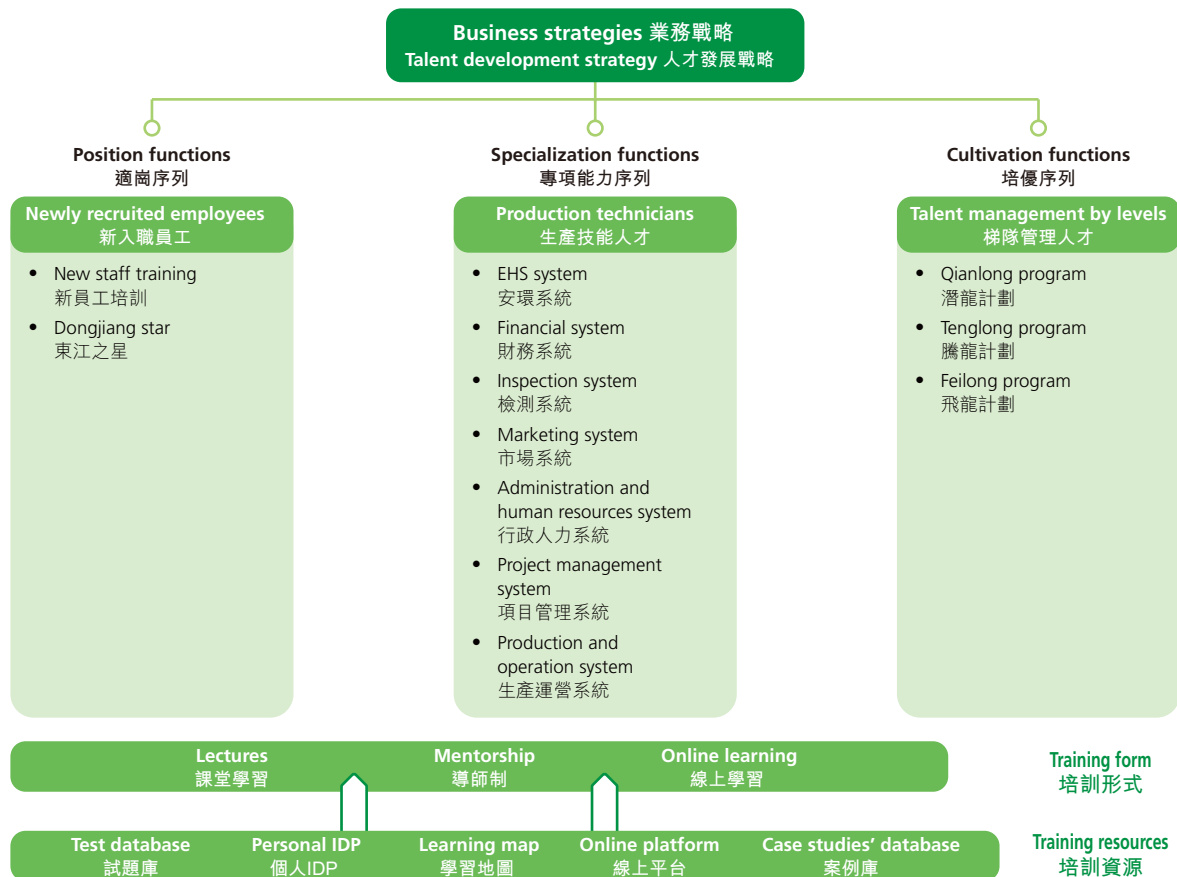 Business strategies 業務戰略
Talent development strategy 人才發展戰略
Position functions
適崗序列
Newly recruited employees
新入職員工
• New staff training
新員工培訓
• Dongjiang star
東江之星
Specialization functions
專項能力序列
Production technicians
生產技能人才
• EHS system
安環系統
• Financial system
財務系統
• Inspection system
檢測系統
• Marketing system
市場系統
• Administration and
human resources system
行政人力系統
• Project management
system
項目管理系統
• Production and
operation system
生產運營系統
Cultivation functions
培優序列
Talent management by levels
梯隊管理人才
• Qianlong program
潛龍計劃
• Tenglong program
騰龍計劃
• Feilong program
飛龍計劃
Lectures
課堂學習
Mentorship
導師制
Online learning
線上學習
Training form
培訓形式
Test database
試題庫
Personal IDP
個人IDP
Learning map
學習地圖
Online platform
線上平台
Case studies' database
案例庫
Training resources
培訓資源